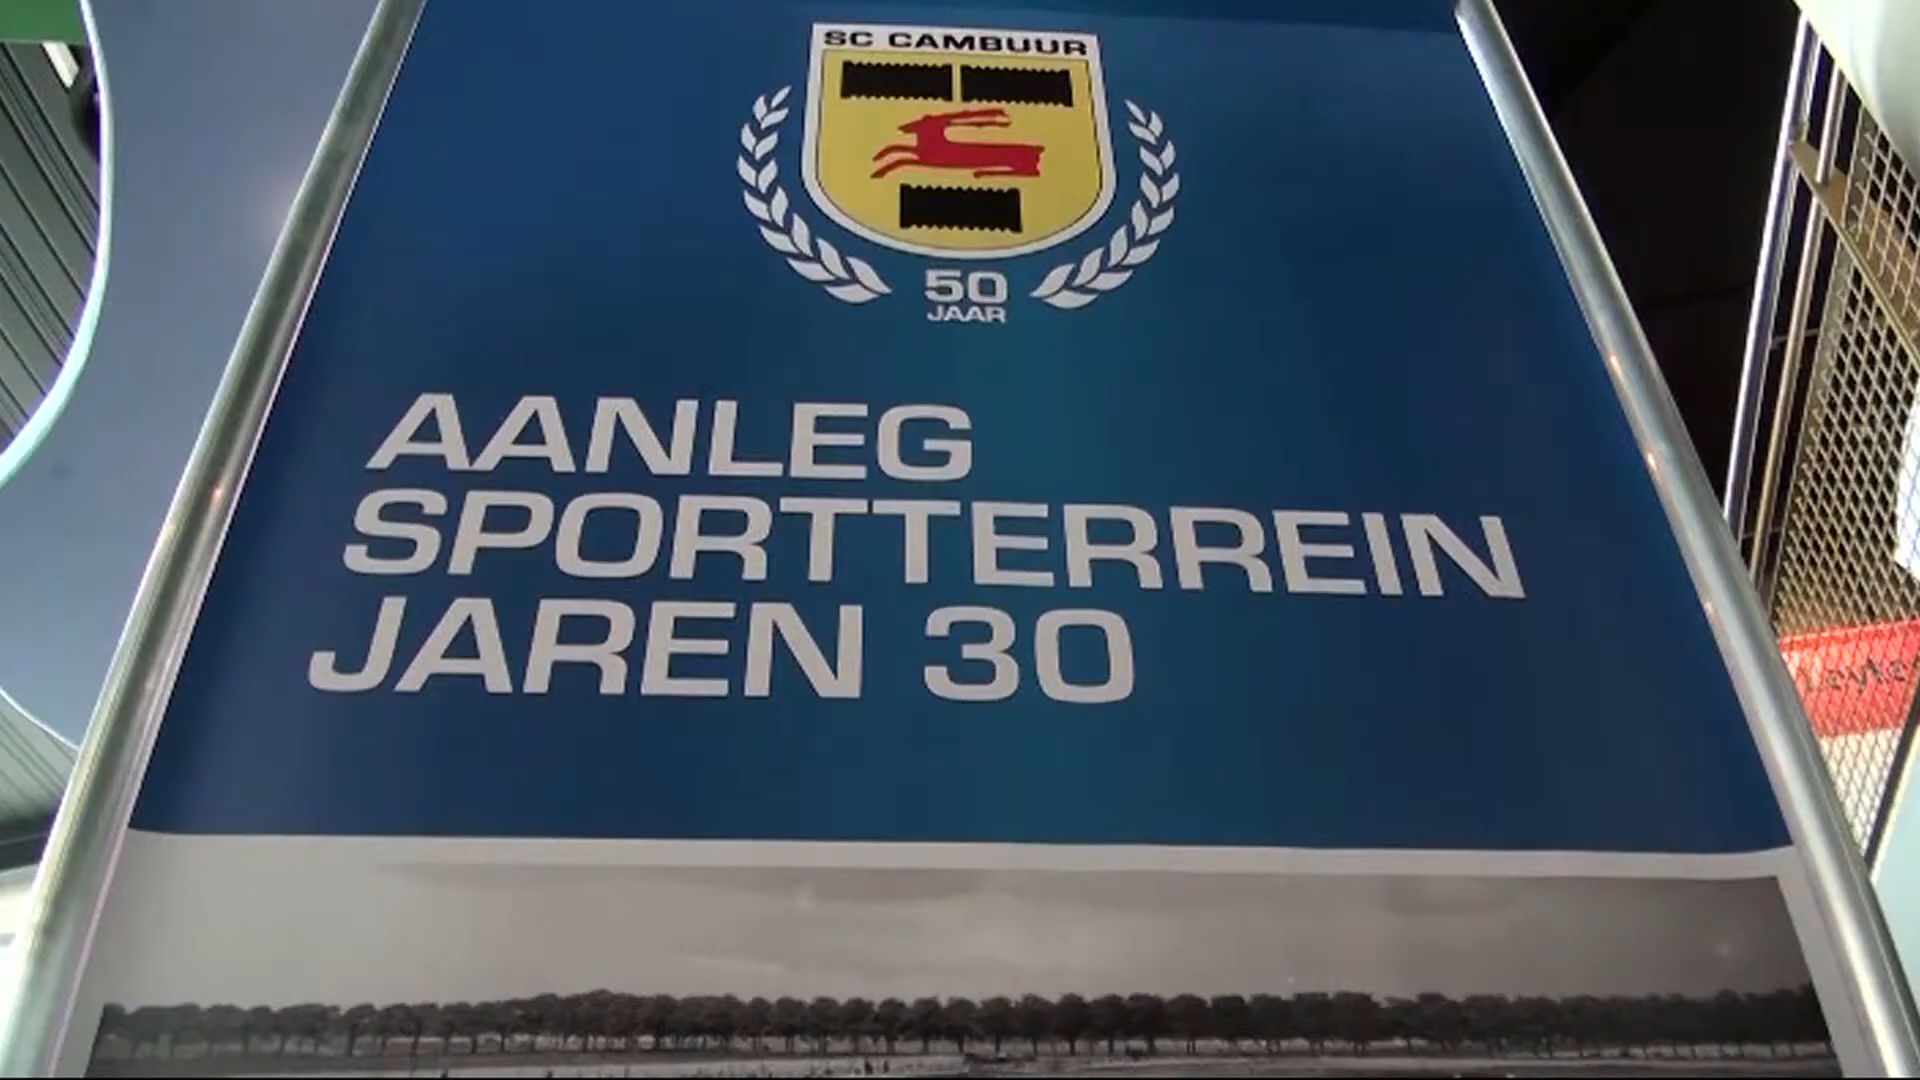 SC CAMBUUR
50
JAAR
AANLEG
SPORTTERREIN
JAREN 30